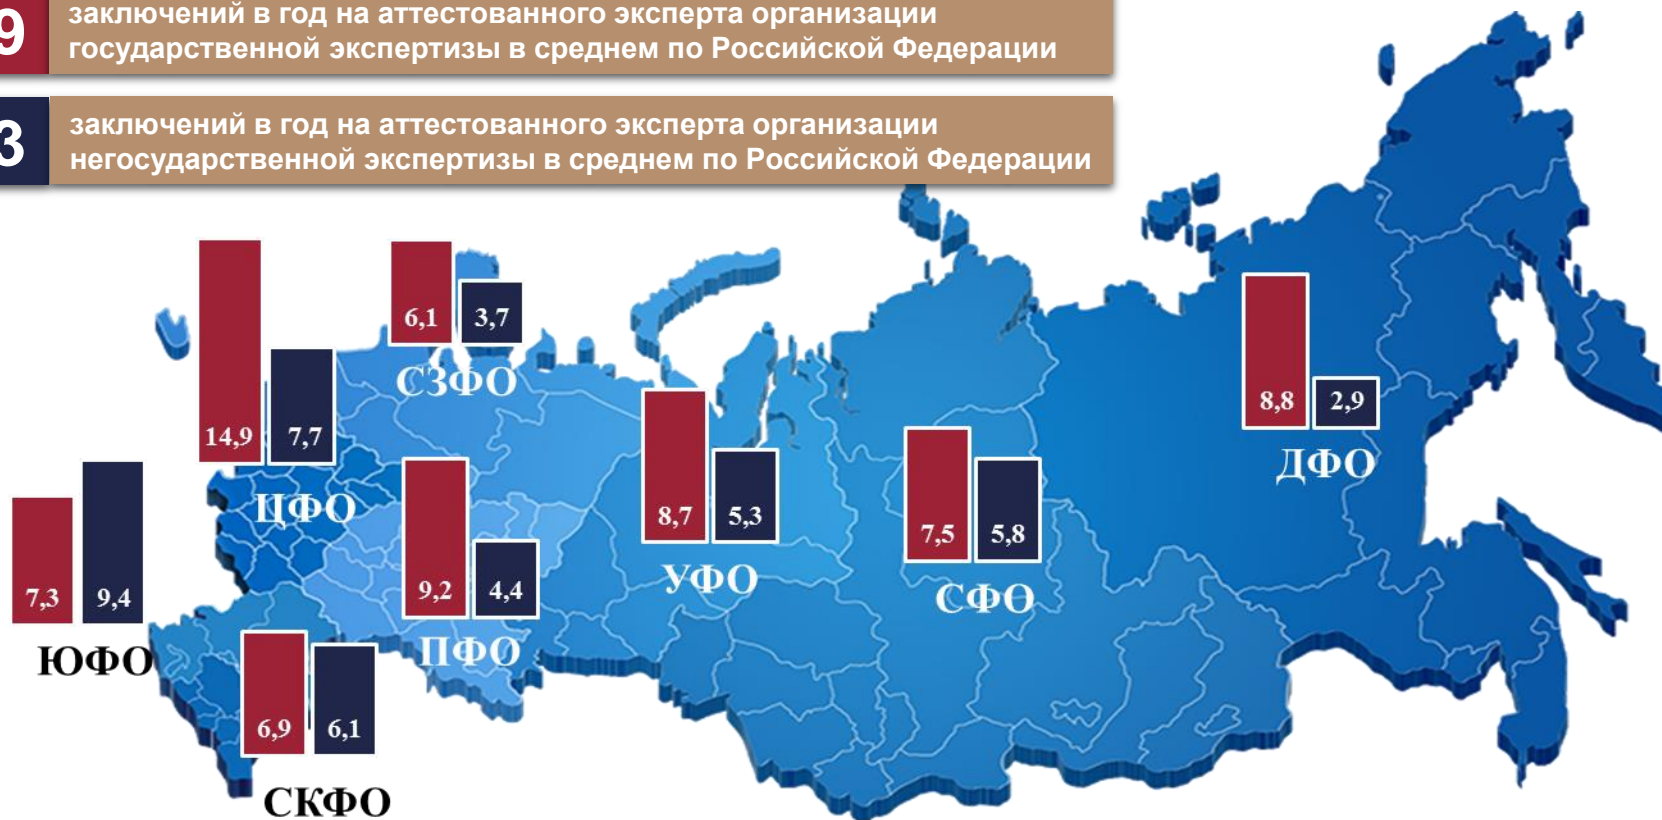 9
заключений в год на аттестованного эксперта организации
государственной экспертизы в среднем по Российской Федерации
3
заключений в год на аттестованного эксперта организации
негосударственной экспертизы в среднем по Российской Федерации
14,9 7,7
ЦФО
6,1 3,7
СЗФО
8,8 2,9
ДФО
8,7 5,3
УФО
7,5 5,8
СФО
7,3 9,4
ЮФО
9,2 4,4
ПФО
6,9 6,1
СКФО